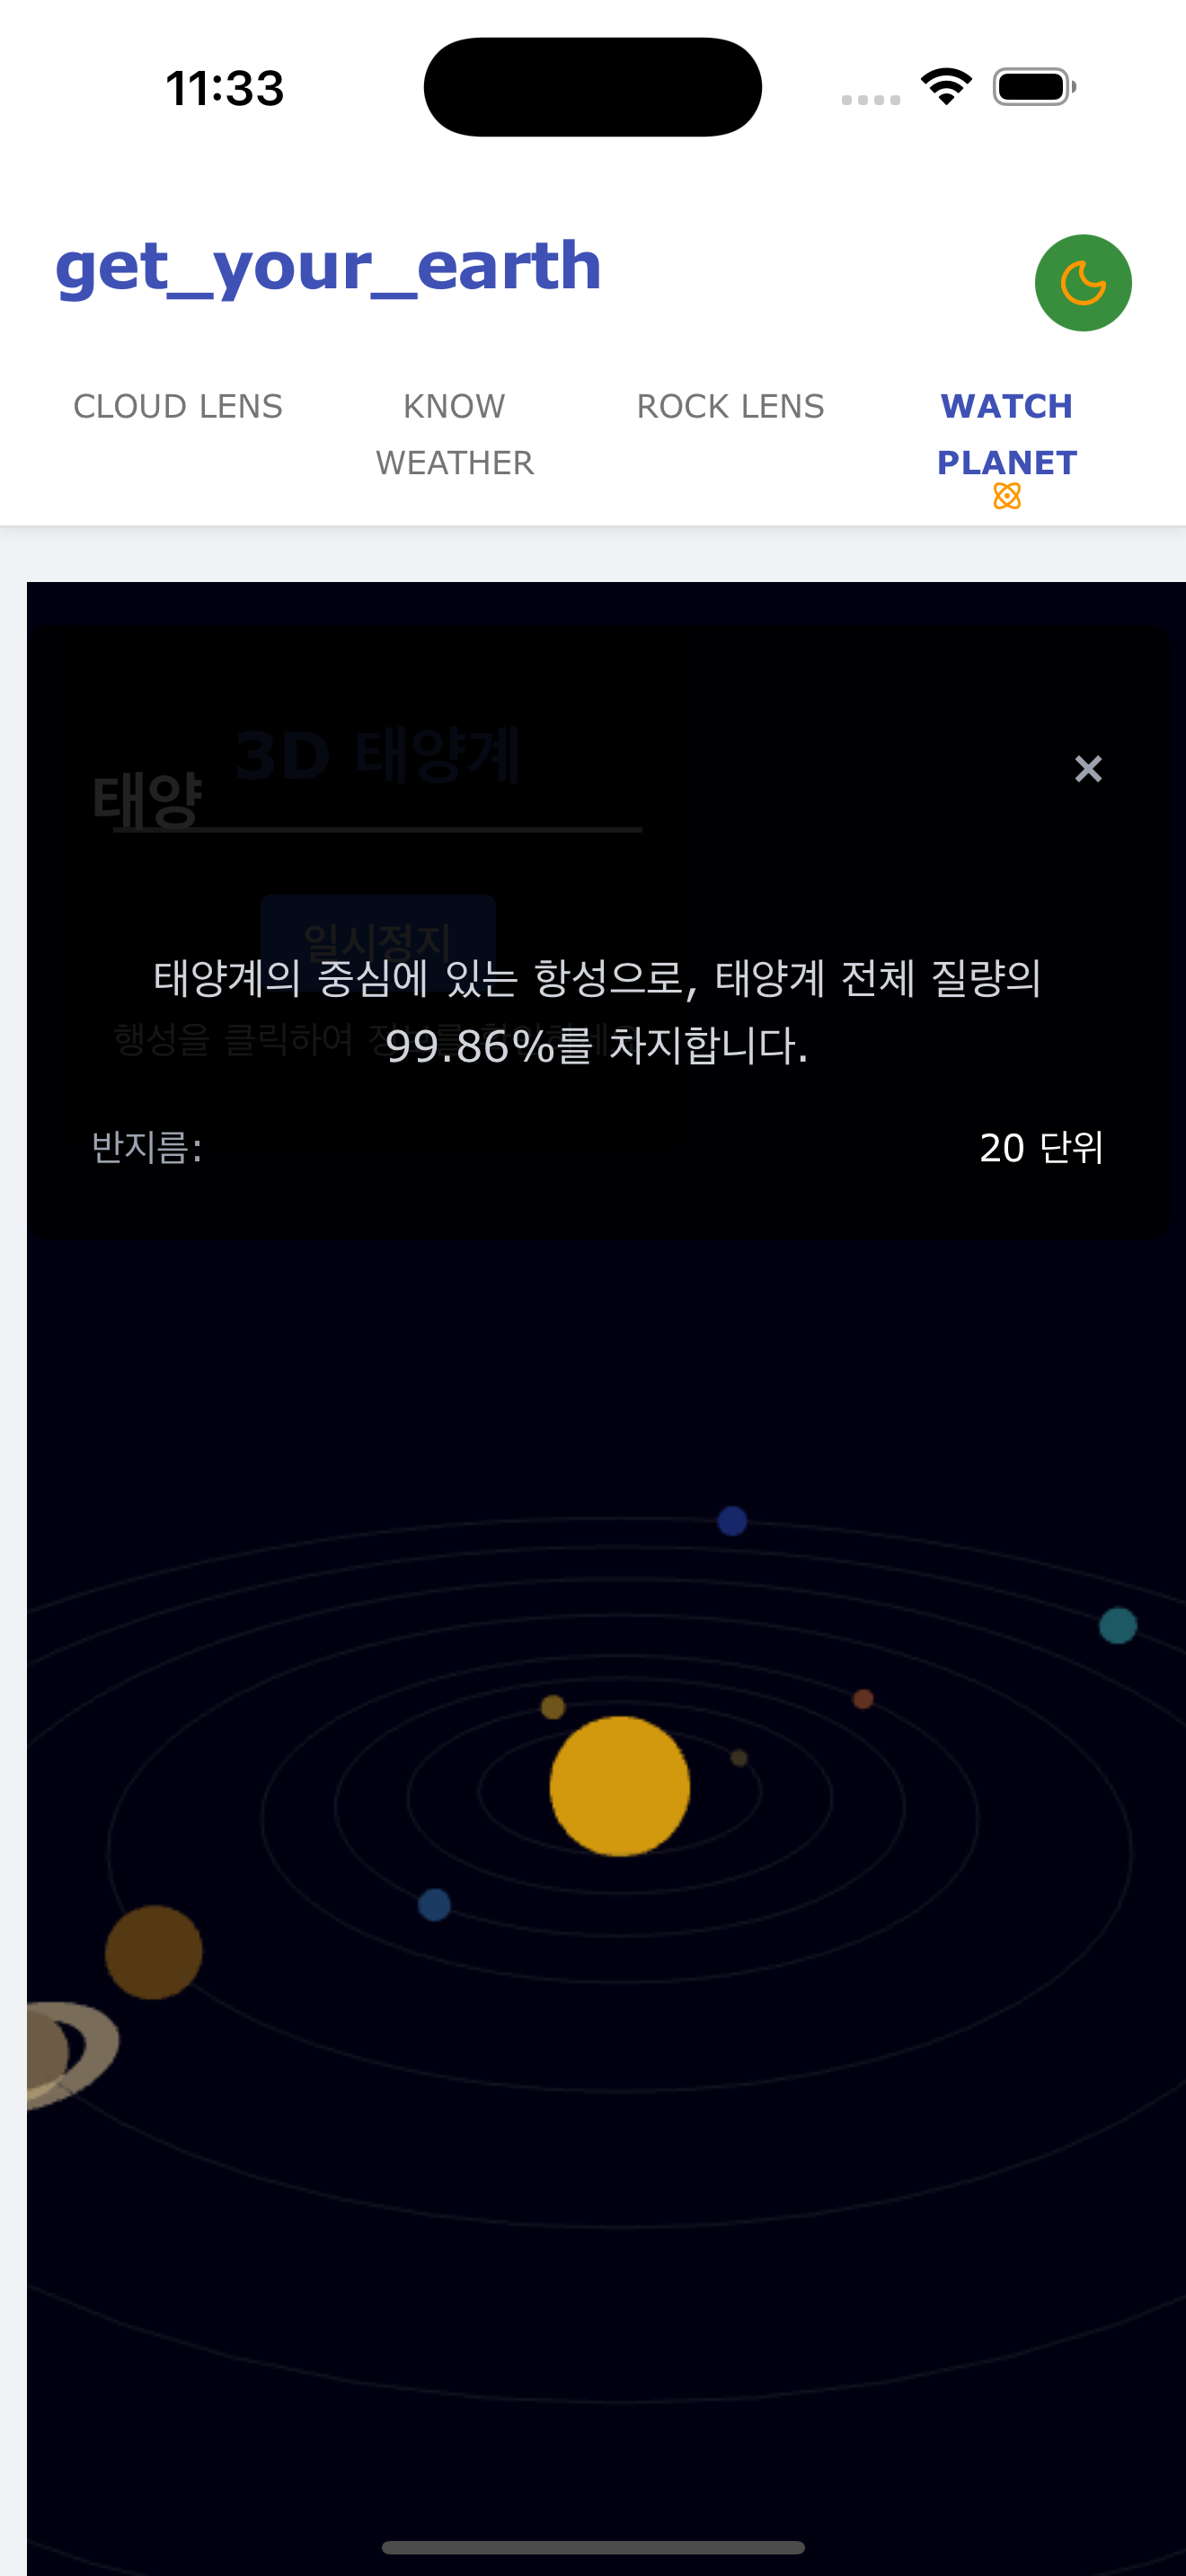 11:33
get_your_earth
CLOUD LENS
KNOW
WEATHER
ROCK LENS
WATCH
PLANET
3D 태양계
태양
×
일시정지
태양계의 중심에 있는 항성으로, 태양계 전체 질량의
99.86%를 차지합니다.
행성을 클릭하여
반지름:
20 단위